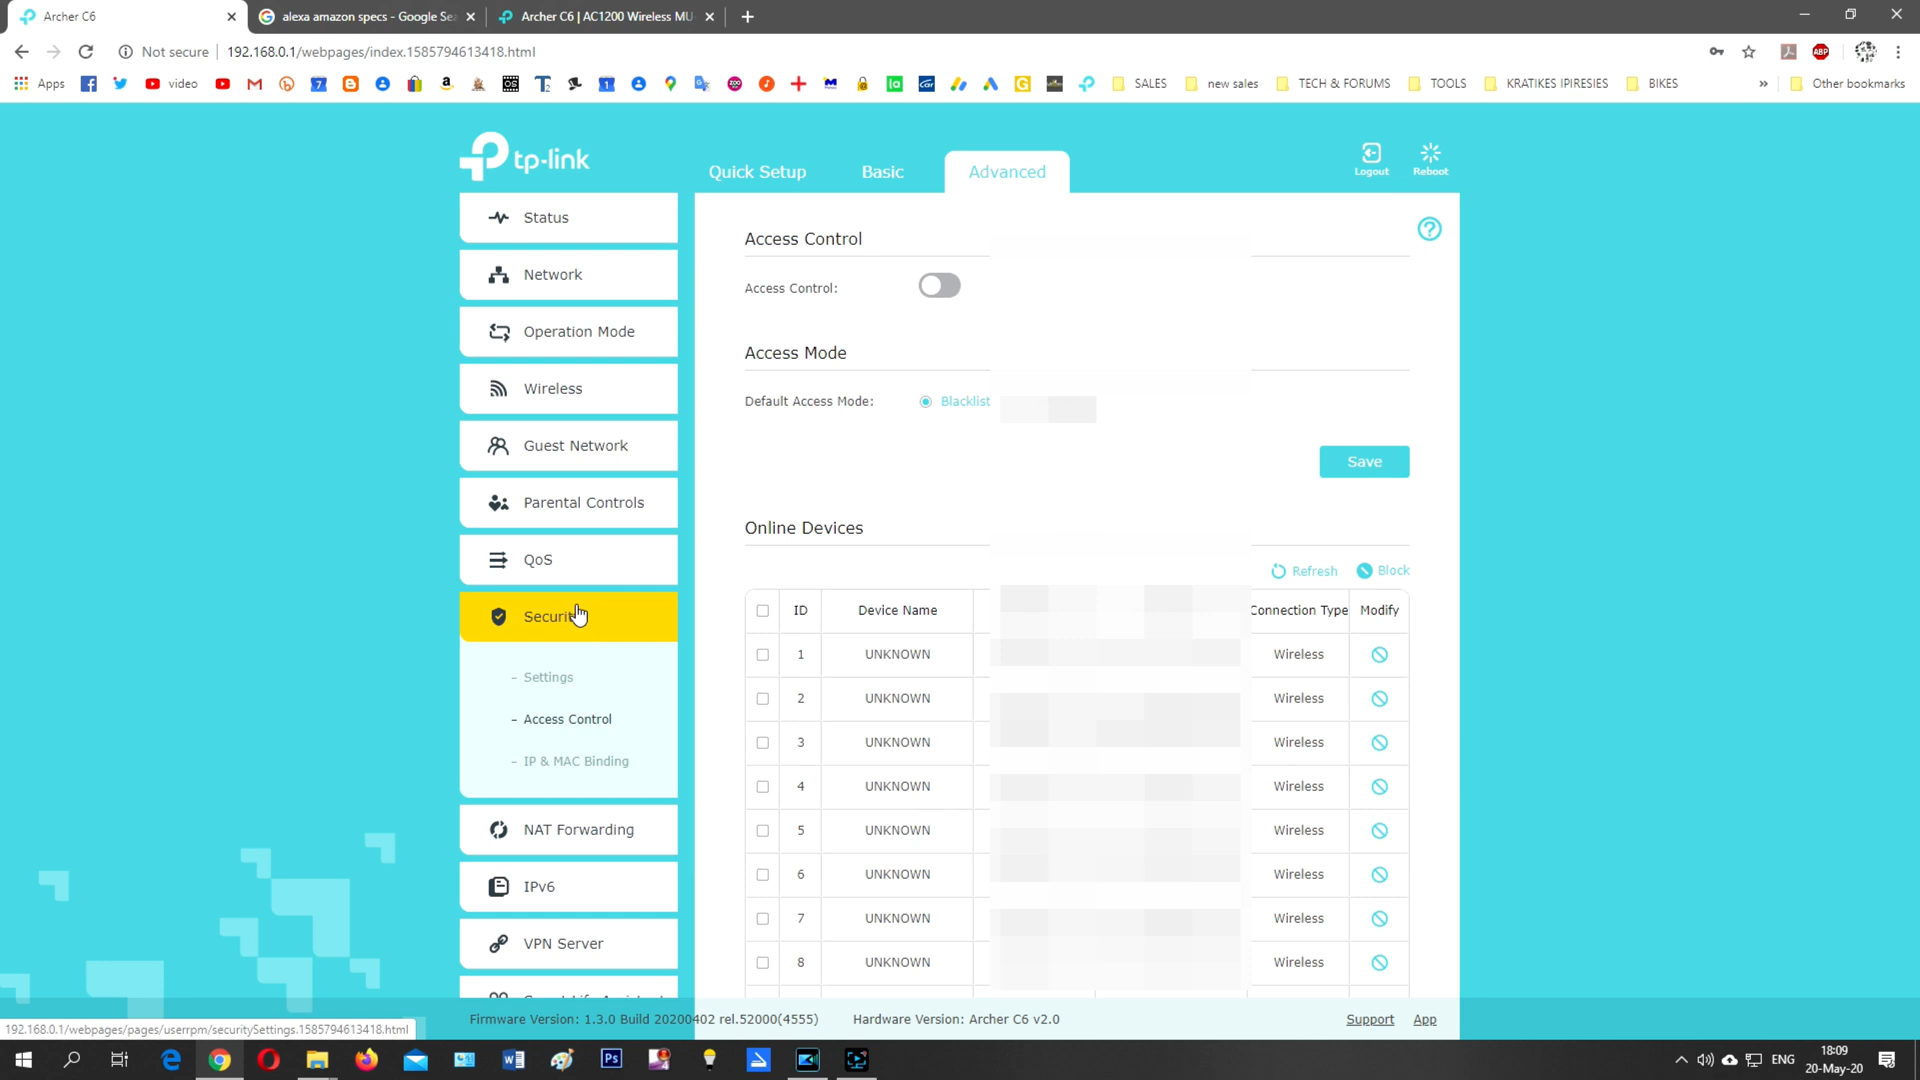 Archer C6
alexa amazon specs - Google Se
Archer C6 | AC1200 Wireless MU-
Not secure
192.168.0.1/webpages/index.1585794613418.html
ABP
Apps
video
SALES
new sales
TECH & FORUMS
TOOLS
KRATIKES IPIRESIES
BIKES
Other bookmarks
tp-link
Quick Setup
Basic
Advanced
Logout
Reboot
Status
Network
Operation Mode
Wireless
Guest Network
Parental Controls
QoS
Security
- Settings
- Access Control
- IP & MAC Binding
NAT Forwarding
IPv6
VPN Server
Access Control
Access Control:
Access Mode
Default Access Mode:
Blacklist
Save
Online Devices
Refresh
Block
ID Device Name Connection Type Modify
1 UNKNOWN Wireless
2 UNKNOWN Wireless
3 UNKNOWN Wireless
4 UNKNOWN Wireless
5 UNKNOWN Wireless
6 UNKNOWN Wireless
7 UNKNOWN Wireless
8 UNKNOWN Wireless
Firmware Version: 1.3.0 Build 20200402 rel.52000(4555)
Hardware Version: Archer C6 v2.0
Support
App
192.168.0.1/webpages/pages/userrpm/securitySettings.1585794613418.html
ENG
18:09
20-May-20